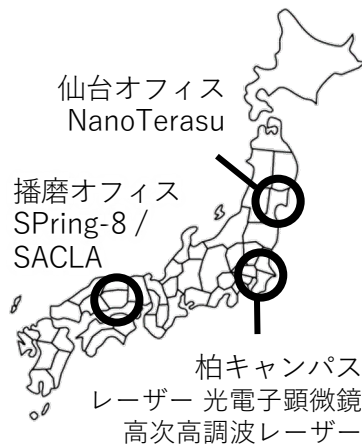 仙台オフィス
NanoTerasu
播磨オフィス
SPring-8 /
SACLA
柏キャンパス
レーザー 光電子顕微鏡
高次高調波レーザー